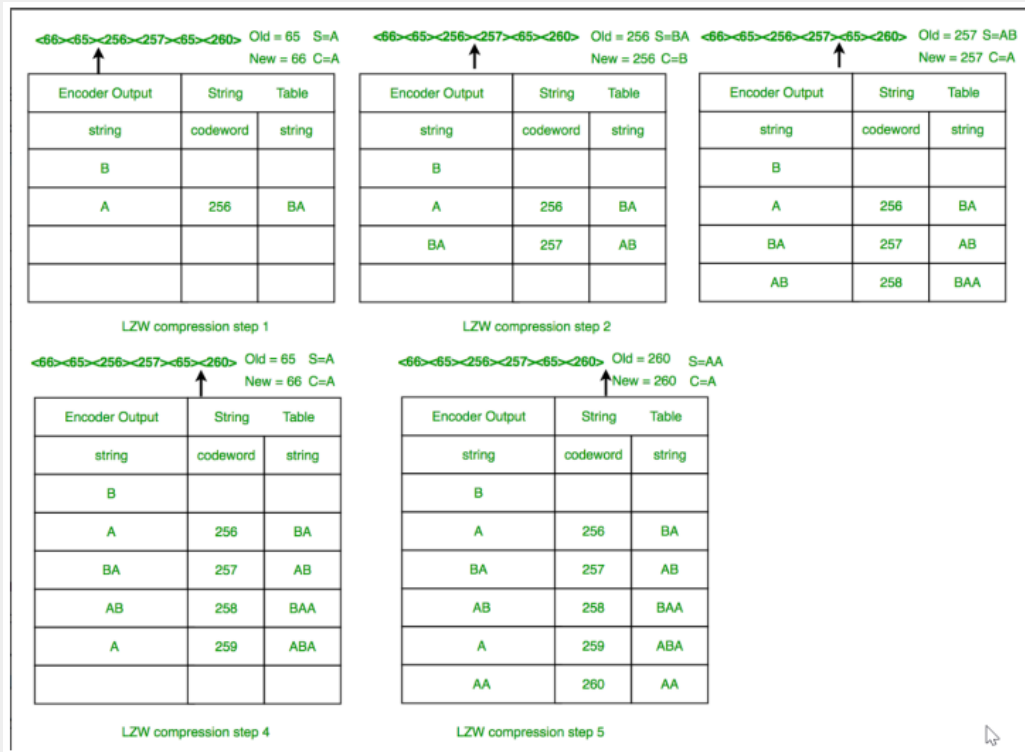 <66><65><256><257><65><260> Old = 65 S=A
New = 66 C=A
Encoder Output String Table
string codeword string
B
A 256 BA
LZW compression step 1
<66><65><256><257><65><260> Old = 256 S=BA
New = 256 C=B
Encoder Output String Table
string codeword string
B
A 256 BA
BA 257 AB
LZW compression step 2
<66><65><256><257><65><260> Old = 257 S=AB
New = 257 C=A
Encoder Output String Table
string codeword string
B
A 256 BA
BA 257 AB
AB 258 BAA
<66><65><256><257><65><260> Old = 65 S=A
New = 66 C=A
Encoder Output String Table
string codeword string
B
A 256 BA
BA 257 AB
AB 258 BAA
A 259 ABA
LZW compression step 4
<66><65><256><257><65><260> Old = 260 S=AA
New = 260 C=A
Encoder Output String Table
string codeword string
B
A 256 BA
BA 257 AB
AB 258 BAA
A 259 ABA
AA 260 AA
LZW compression step 5